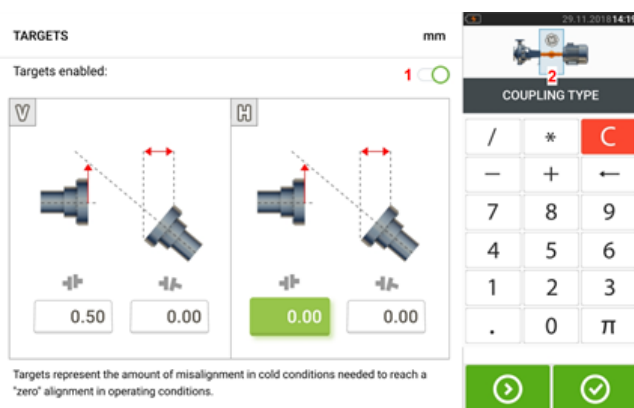 TARGETS
mm
Targets enabled:
1
V
H
0.50
0.00
0.00
0.00
Targets represent the amount of misalignment in cold conditions needed to reach a
"zero" alignment in operating conditions.
29.11.2018 14:19
2
COUPLING TYPE
/ * C
− + ←
7 8 9
4 5 6
1 2 3
. 0 π